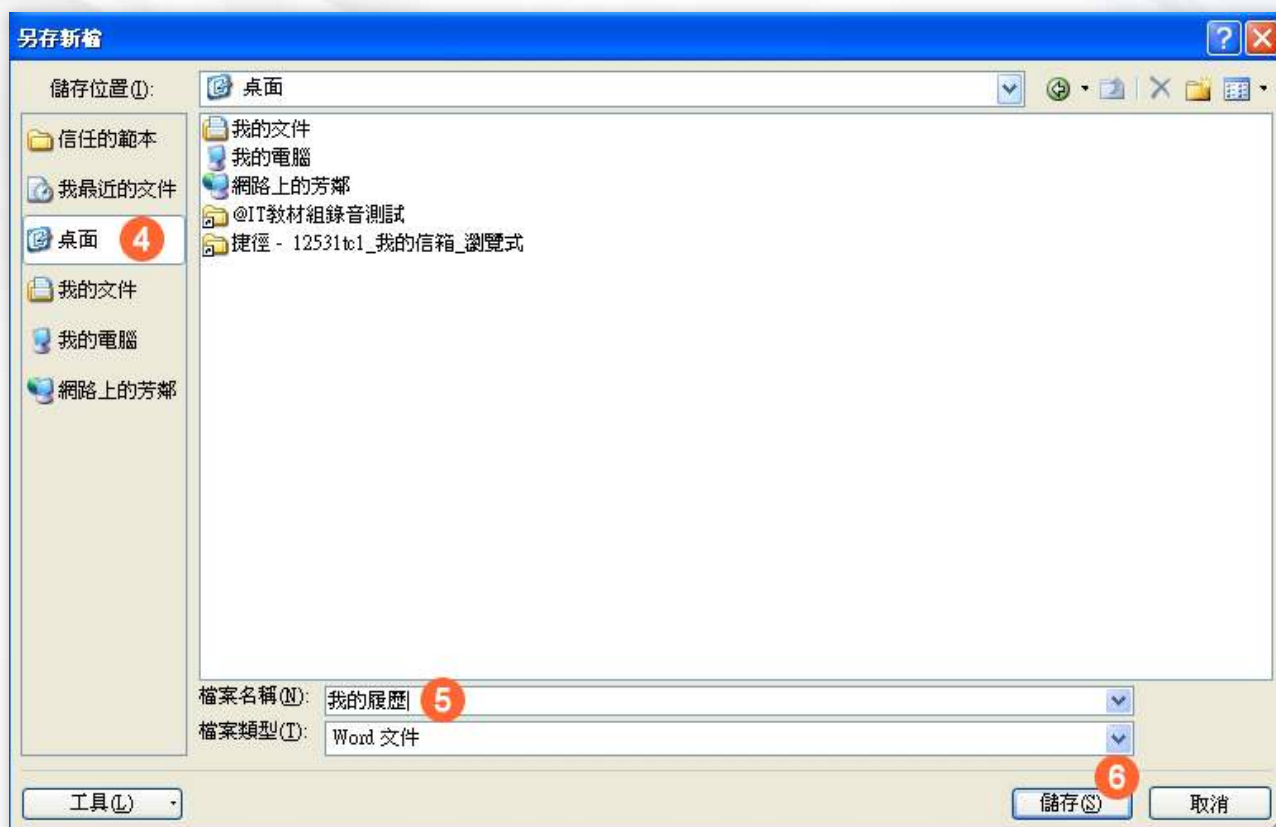 另存新檔
儲存位置(I):
桌面
信任的範本
我最近的文件
桌面 4
我的文件
我的電腦
網路上的芳鄰
我的文件
我的電腦
網路上的芳鄰
@IT教材組錄音測試
捷徑 - 12531tc1_我的信箱_瀏覽式
檔案名稱(N): 我的履歷 5
檔案類型(T): Word 文件
6
工具(L) 儲存(S) 取消